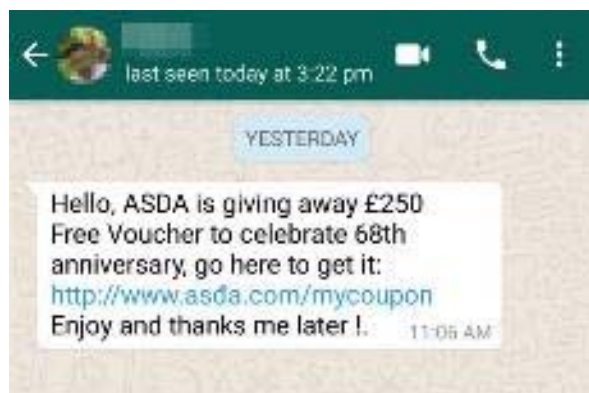 last seen today at 3:22 pm
YESTERDAY
Hello, ASDA is giving away £250
Free Voucher to celebrate 68th
anniversary, go here to get it:
http://www.asđa.com/mycoupon
Enjoy and thanks me later !.
11:06 AM